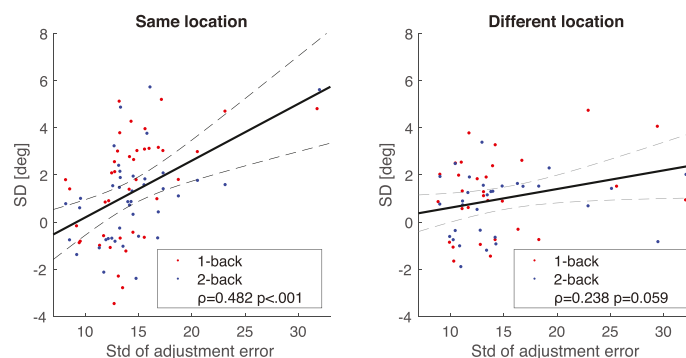 Same location
8
6
4
2
0
-2
-4
SD [deg]
10 15 20 25 30
Std of adjustment error
1-back
2-back
ρ=0.482 p<.001
Different location
8
6
4
2
0
-2
-4
SD [deg]
10 15 20 25 30
Std of adjustment error
1-back
2-back
ρ=0.238 p=0.059